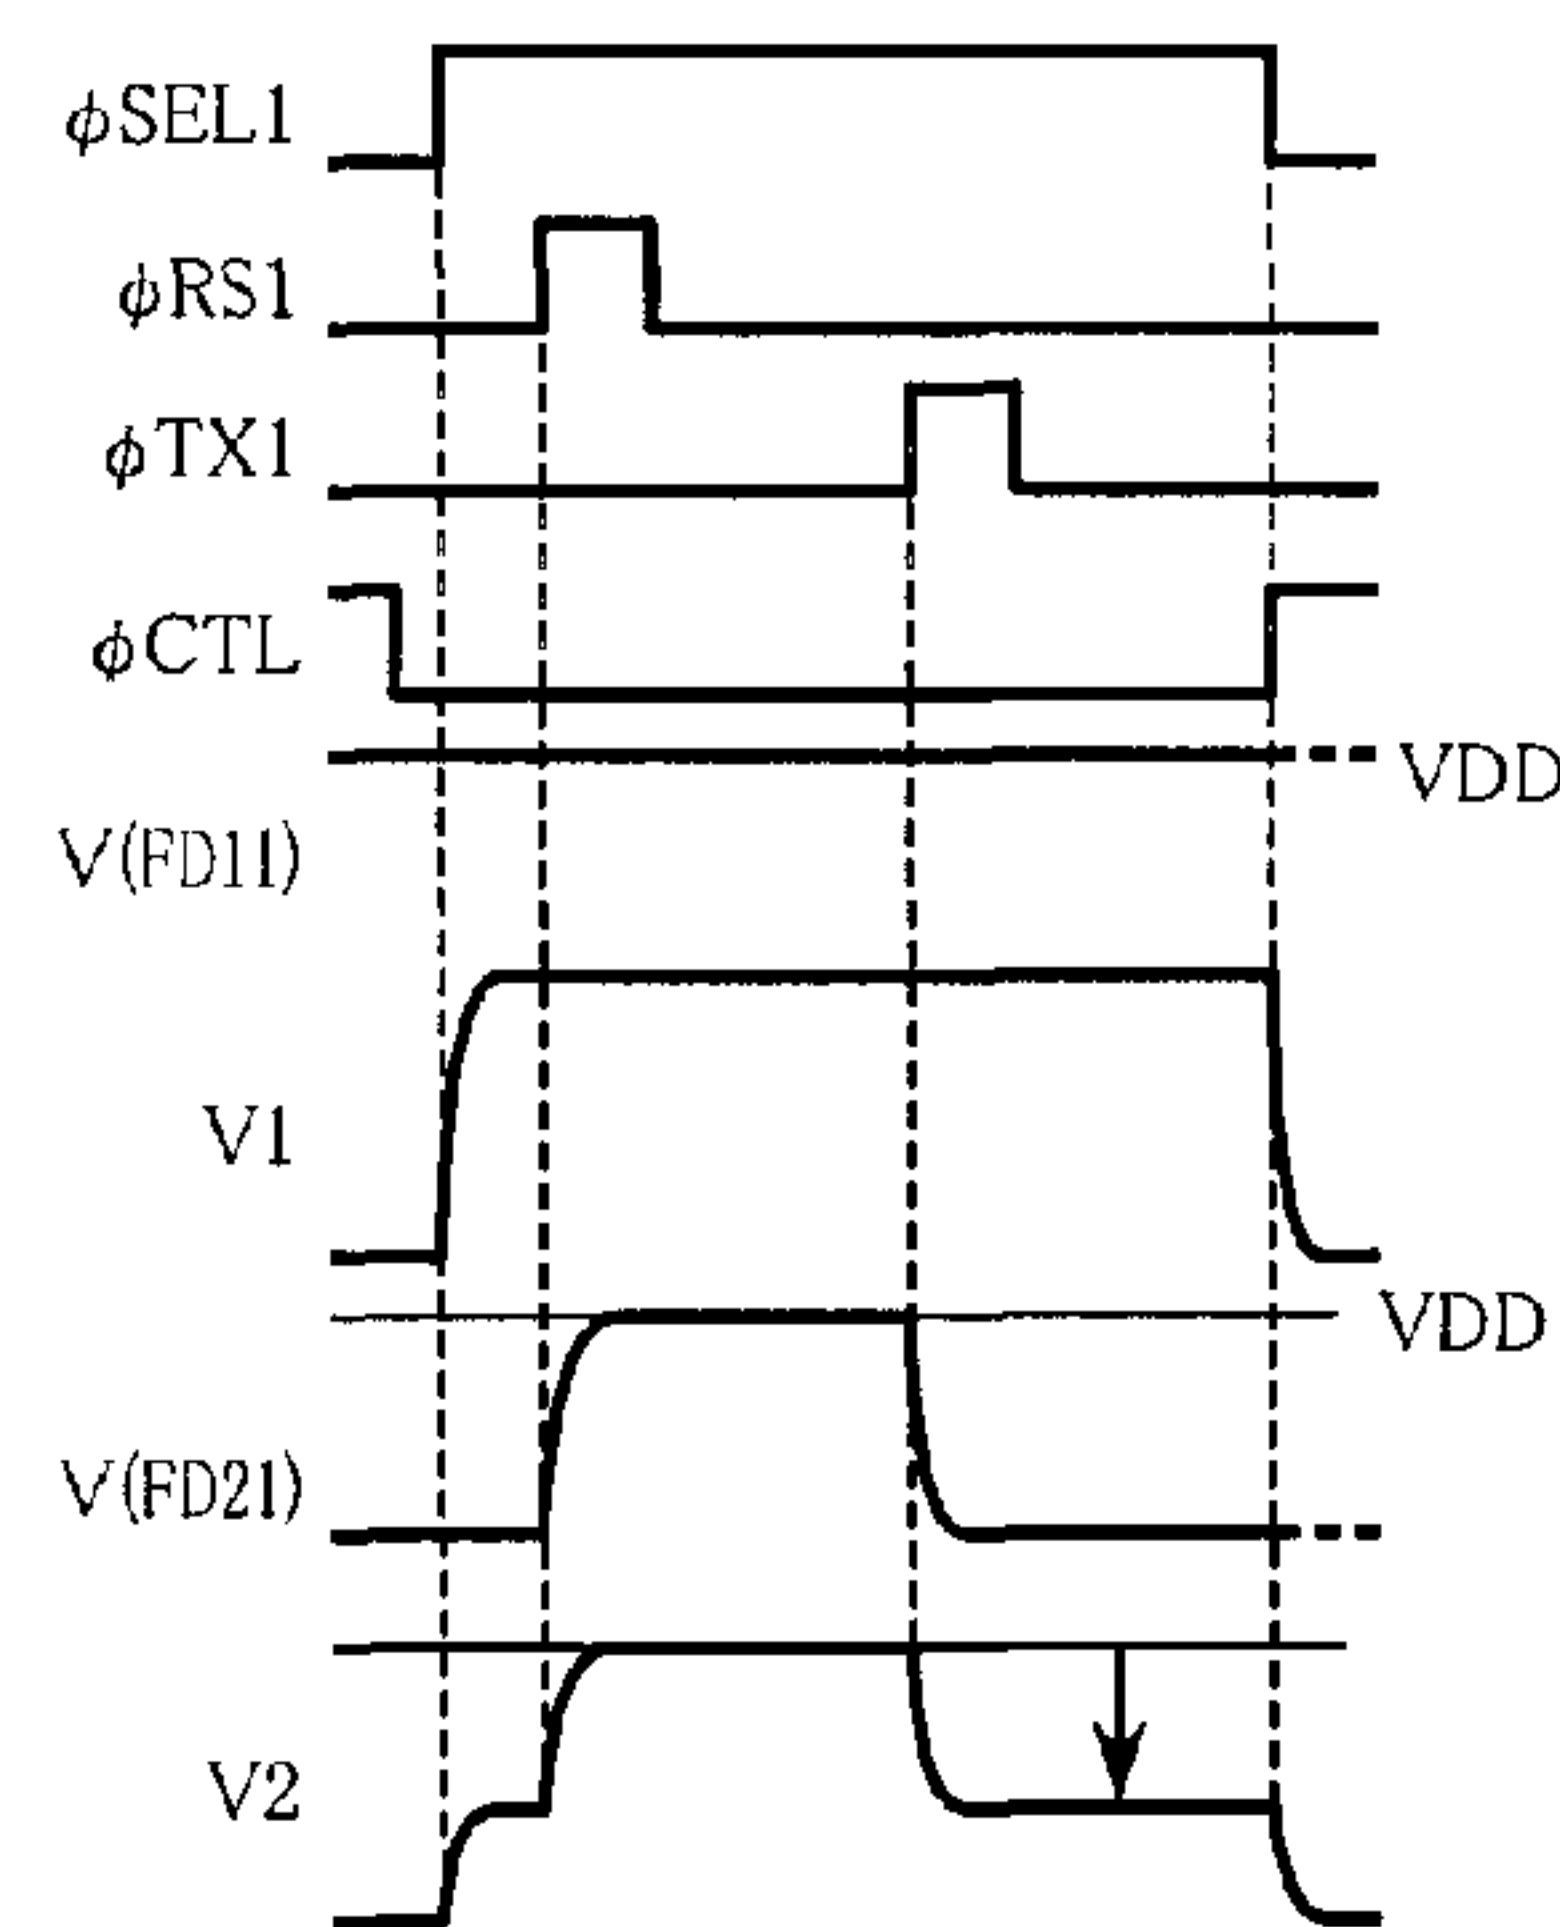 φSEL1
φRS1
φTX1
φCTL
VDD
V(FD11)
V1
VDD
V(FD21)
V2